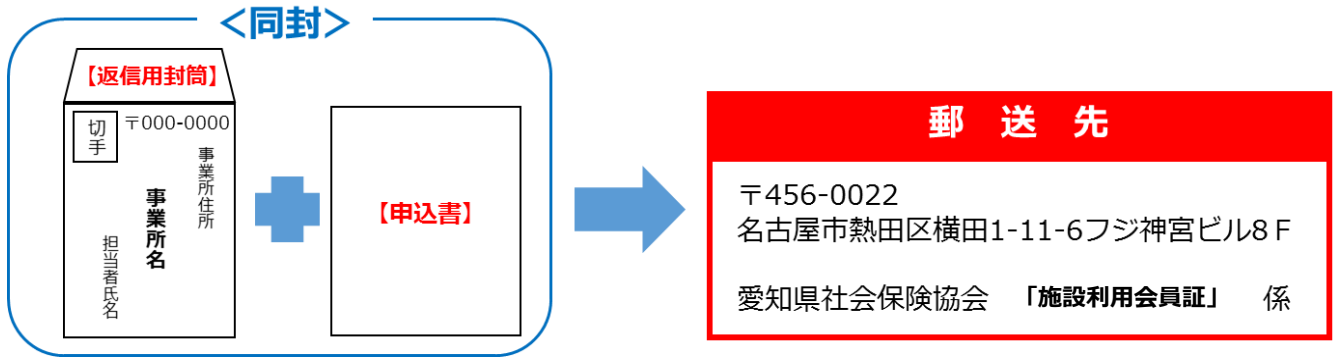 ＜同封＞
【返信用封筒】
切手
〒000-0000
事業所住所
事業所名
担当者氏名
【申込書】
郵 送 先
〒456-0022
名古屋市熱田区横田1-11-6フジ神宮ビル8Ｆ
愛知県社会保険協会 「施設利用会員証」 係